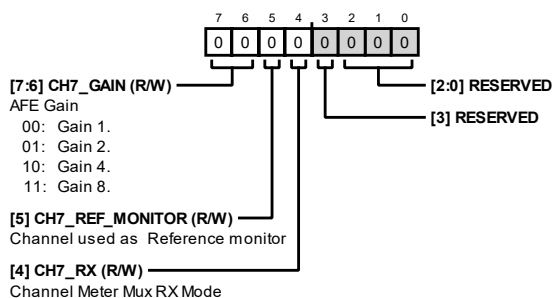 7 6 5 4 3 2 1 0
0 0 0 0 0 0 0 0
[7:6] CH7_GAIN (R/W)
AFE Gain
00: Gain 1.
01: Gain 2.
10: Gain 4.
11: Gain 8.
[5] CH7_REF_MONITOR (R/W)
Channel used as Reference monitor
[4] CH7_RX (R/W)
Channel Meter Mux RX Mode
[2:0] RESERVED
[3] RESERVED